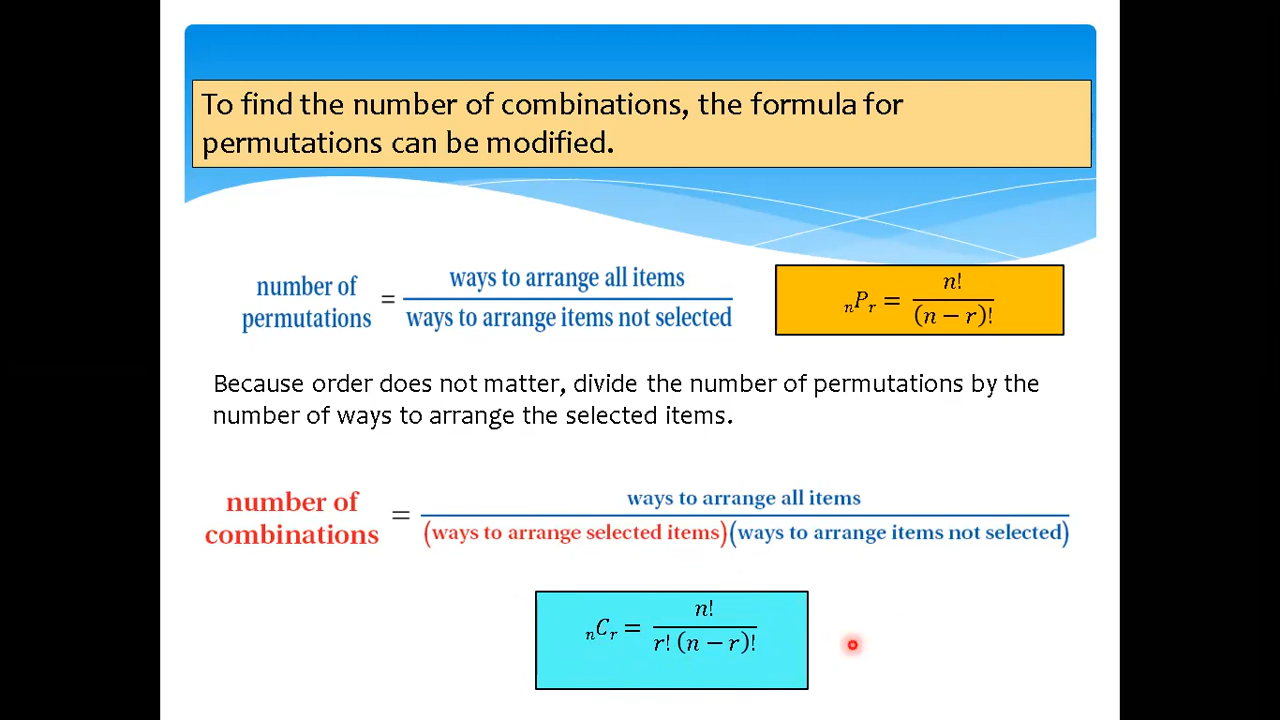 To find the number of combinations, the formula for
permutations can be modified.
number of permutations = ways to arrange all items / ways to arrange items not selected
nPr = n! / (n − r)!
Because order does not matter, divide the number of permutations by the
number of ways to arrange the selected items.
number of combinations = ways to arrange all items / (ways to arrange selected items)(ways to arrange items not selected)
nCr = n! / r! (n − r)!